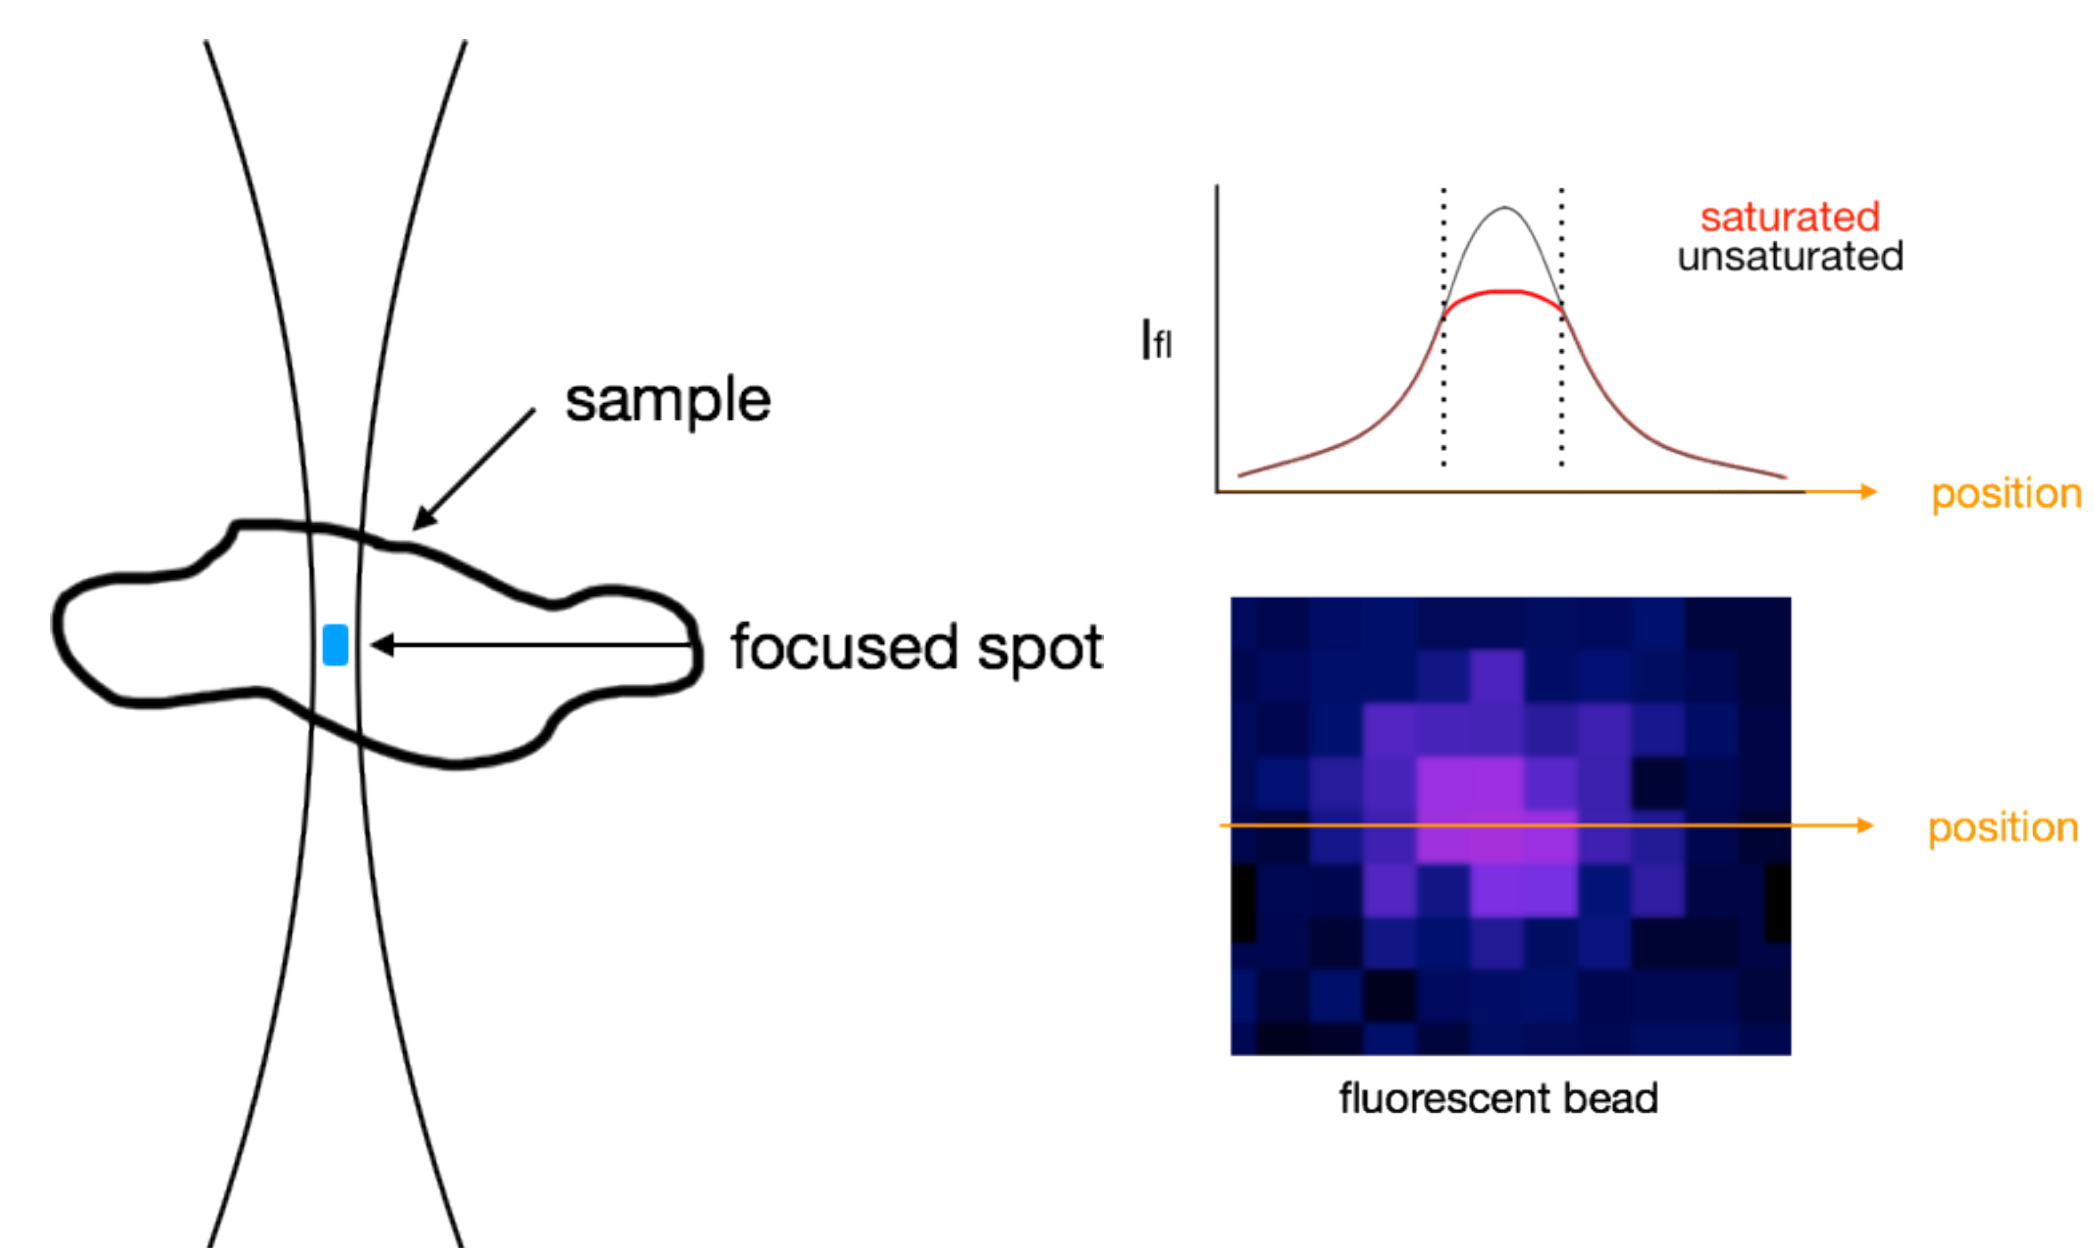 sample
focused spot
saturated
unsaturated
Ifl
position
position
fluorescent bead